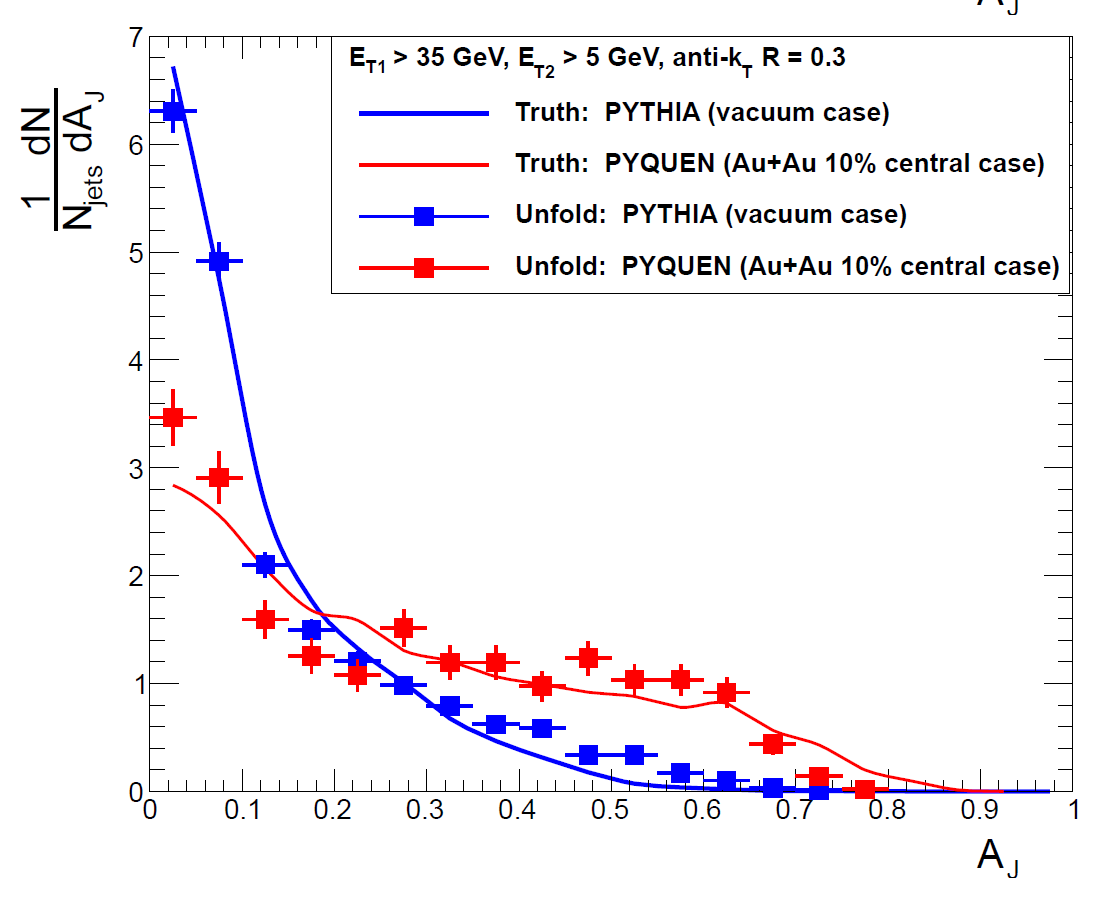 A_J
7
E_T1 > 35 GeV, E_T2 > 5 GeV, anti-k_T R = 0.3
Truth: PYTHIA (vacuum case)
Truth: PYQUEN (Au+Au 10% central case)
Unfold: PYTHIA (vacuum case)
Unfold: PYQUEN (Au+Au 10% central case)
1 dN
N_jets dA_J
6
5
4
3
2
1
0
0 0.1 0.2 0.3 0.4 0.5 0.6 0.7 0.8 0.9 1
A_J